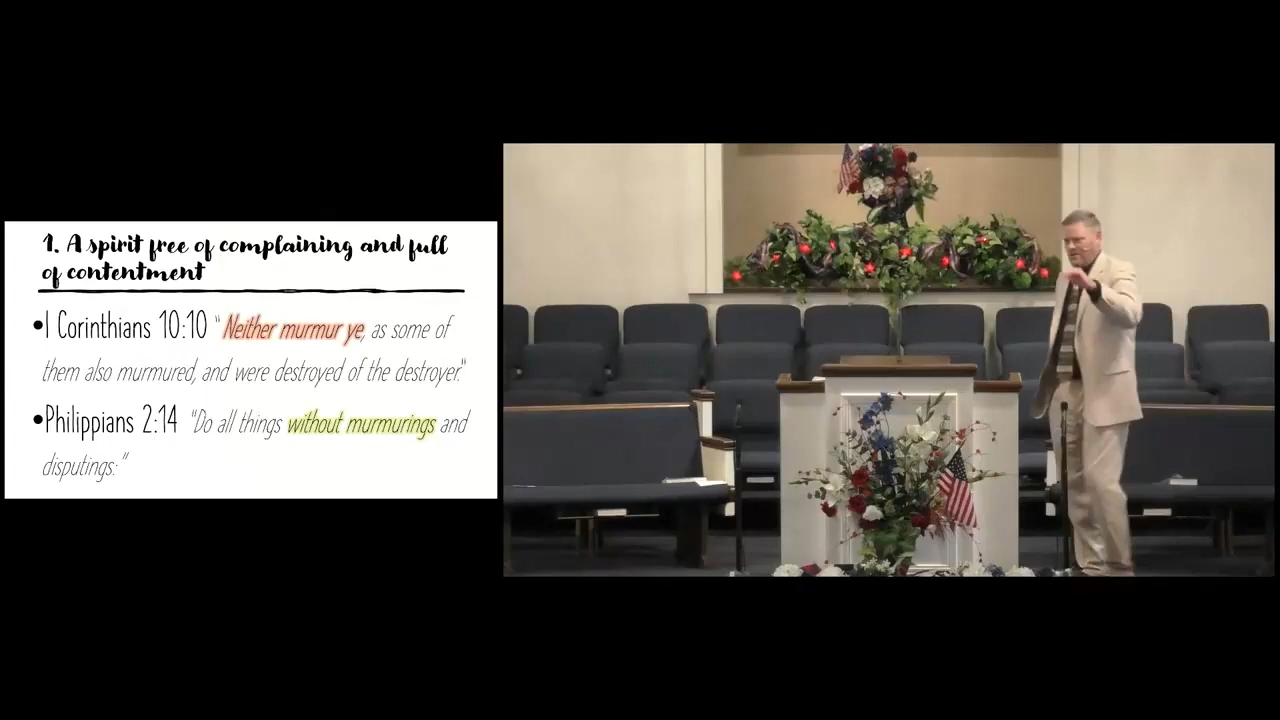 1. A spirit free of complaining and full
of contentment
•I Corinthians 10:10 "Neither murmur ye, as some of
them also murmured, and were destroyed of the destroyer."
•Philippians 2:14 "Do all things without murmurings and
disputings:"